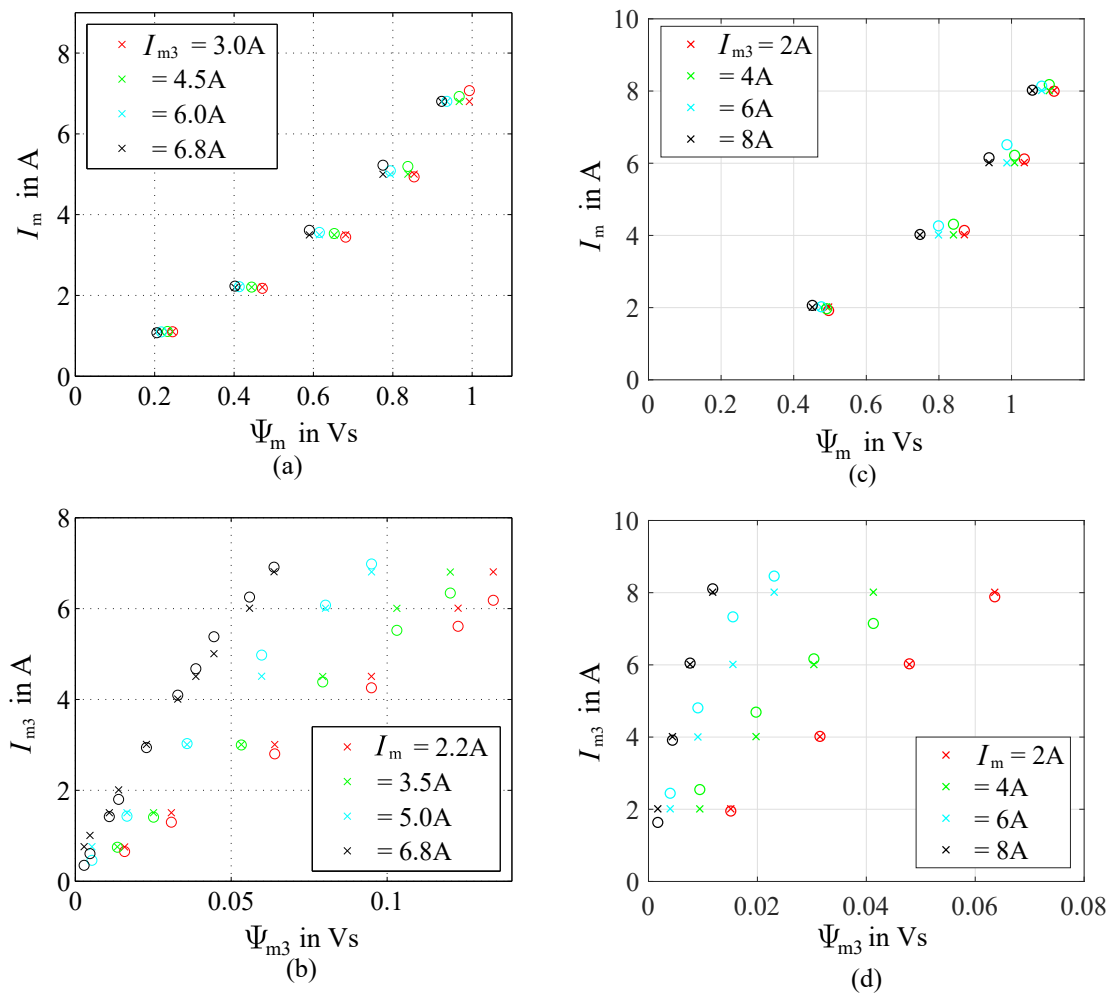 I_m3 = 3.0A
= 4.5A
= 6.0A
= 6.8A
8
6
4
2
0
I_m in A
0.2 0.4 0.6 0.8 1
Ψ_m in Vs
(a)
I_m3 = 2A
= 4A
= 6A
= 8A
10
8
6
4
2
0
I_m in A
0 0.4 0.6 0.8 1
Ψ_m in Vs
(c)
8
6
4
2
0
I_m3 in A
I_m = 2.2A
= 3.5A
= 5.0A
= 6.8A
0 0.05 0.1
Ψ_m3 in Vs
(b)
10
8
6
4
2
0
I_m3 in A
I_m = 2A
= 4A
= 6A
= 8A
0 0.02 0.04 0.06 0.08
Ψ_m3 in Vs
(d)